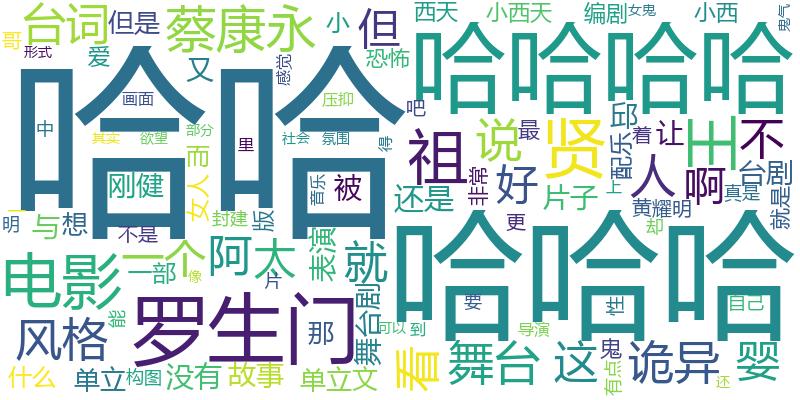 哥 台词 但是 蔡康永 小 但 西天 小西天 编剧 女鬼 小西 鬼气
形式 爱 又 感觉 恐怖 哈哈哈哈
哈哈 画面 压抑 吧
中 其实 欲望 部分 里 社会 氛围 得 祖 说 最 贤 配乐 邱 着 让 王 不
刚健 而 女人 音乐 被 还是 非常 好 片子 上 人 啊 台剧 真是 就是
明 一 与 想 封建 版 更 黄耀明 却
不是 一个 阿 太 表演 就 哈哈哈
电影 一部 像 片 舞台剧 要 性 自己
风格 能 罗生门 那 可以 到 导演
什么 单立 构图 没有 故事 单立文 看 舞台 这 鬼 有点 诡异 还 婴